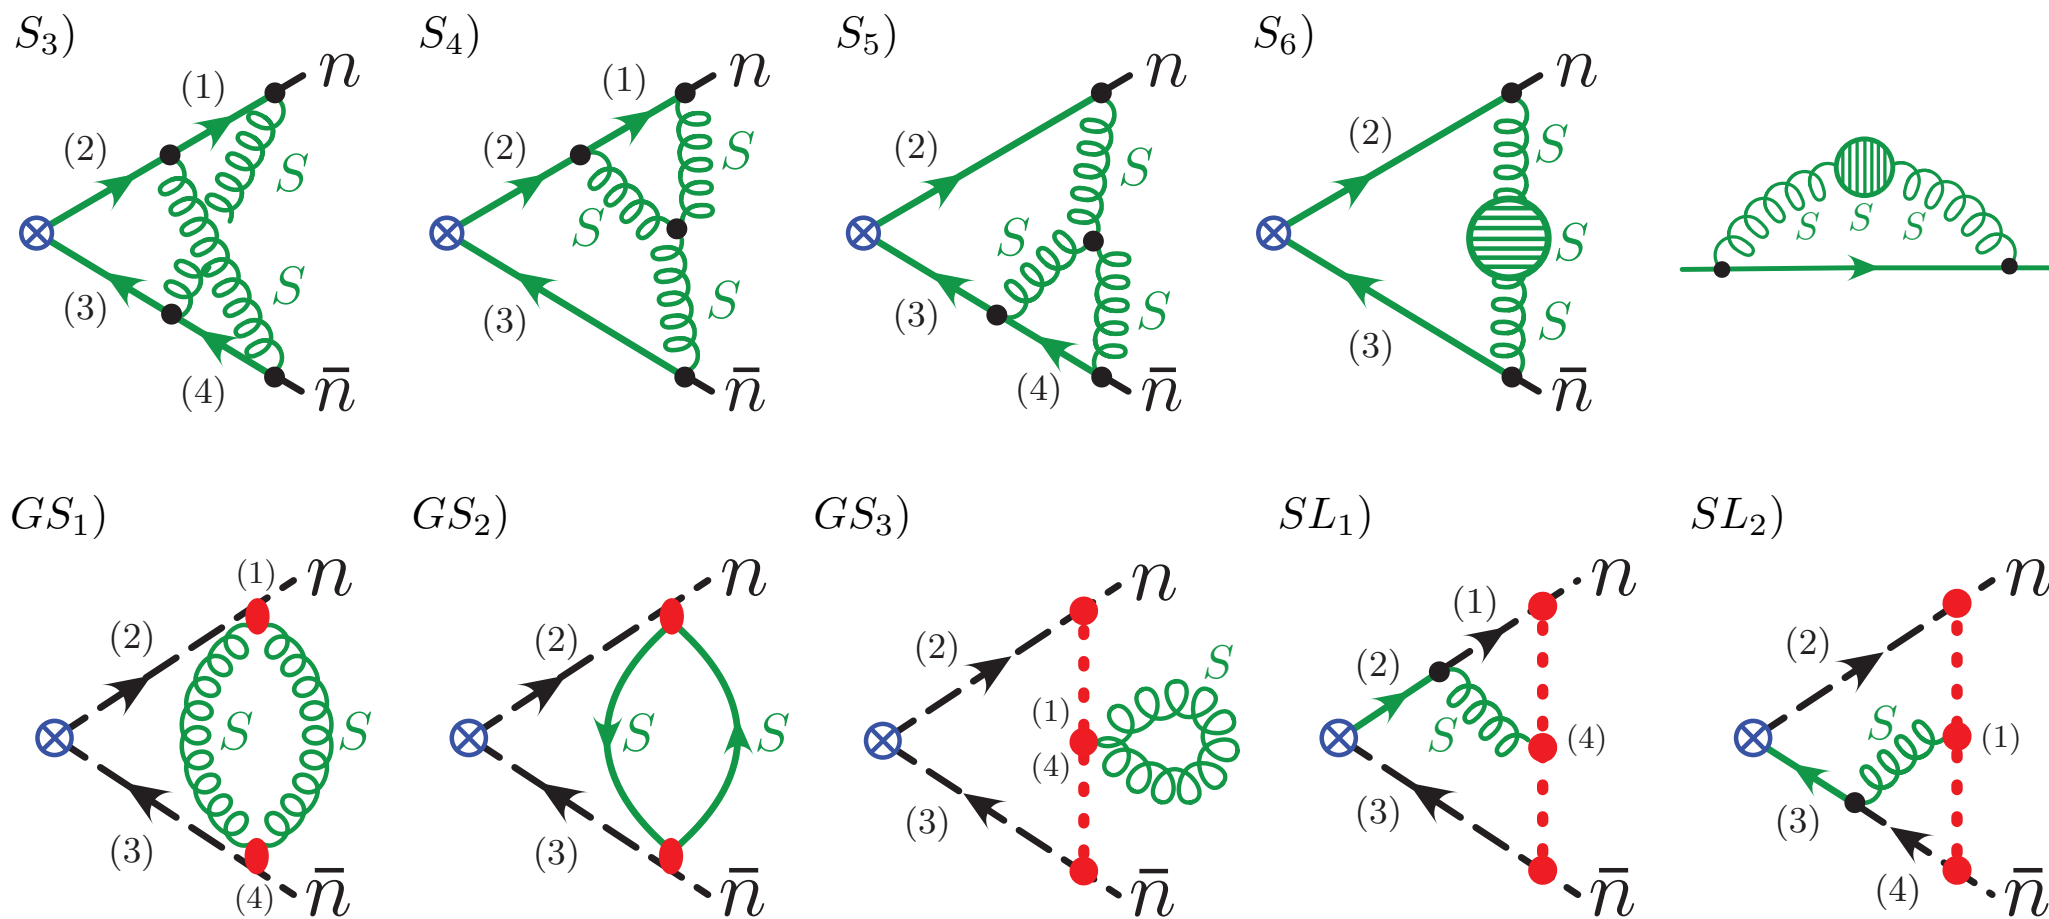 S₃) S₄) S₅) S₆)
(1) n (1) n n n
(2) S (2) S (2) S (2) S
S S S S S S S
(3) S (3) S (3) S (3) S
(4) n̄ n̄ (4) n̄ n̄
GS₁) GS₂) GS₃) SL₁) SL₂)
(1) n n n (1) n n
(2) (2) (2) S (2) (2)
S S S S (1) S (4) S (1)
(4)
(3) (3) (3) (3) (3)
(4) n̄ n̄ n̄ n̄ (4) n̄